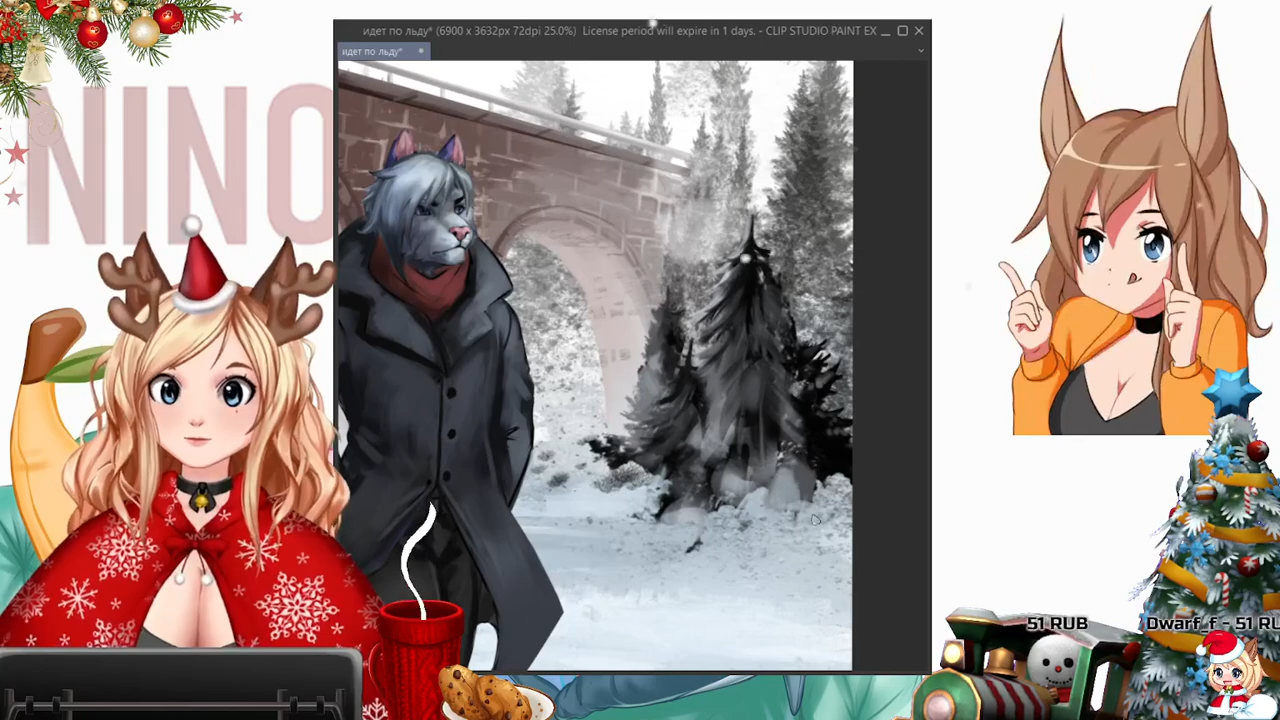 идет по льду* (6900 x 3632px 72dpi 25.0%) License period will expire in 1 days. - CLIP STUDIO PAINT EX
идет по льду*
NINO
51 RUB
Dwarf_f - 51 RU